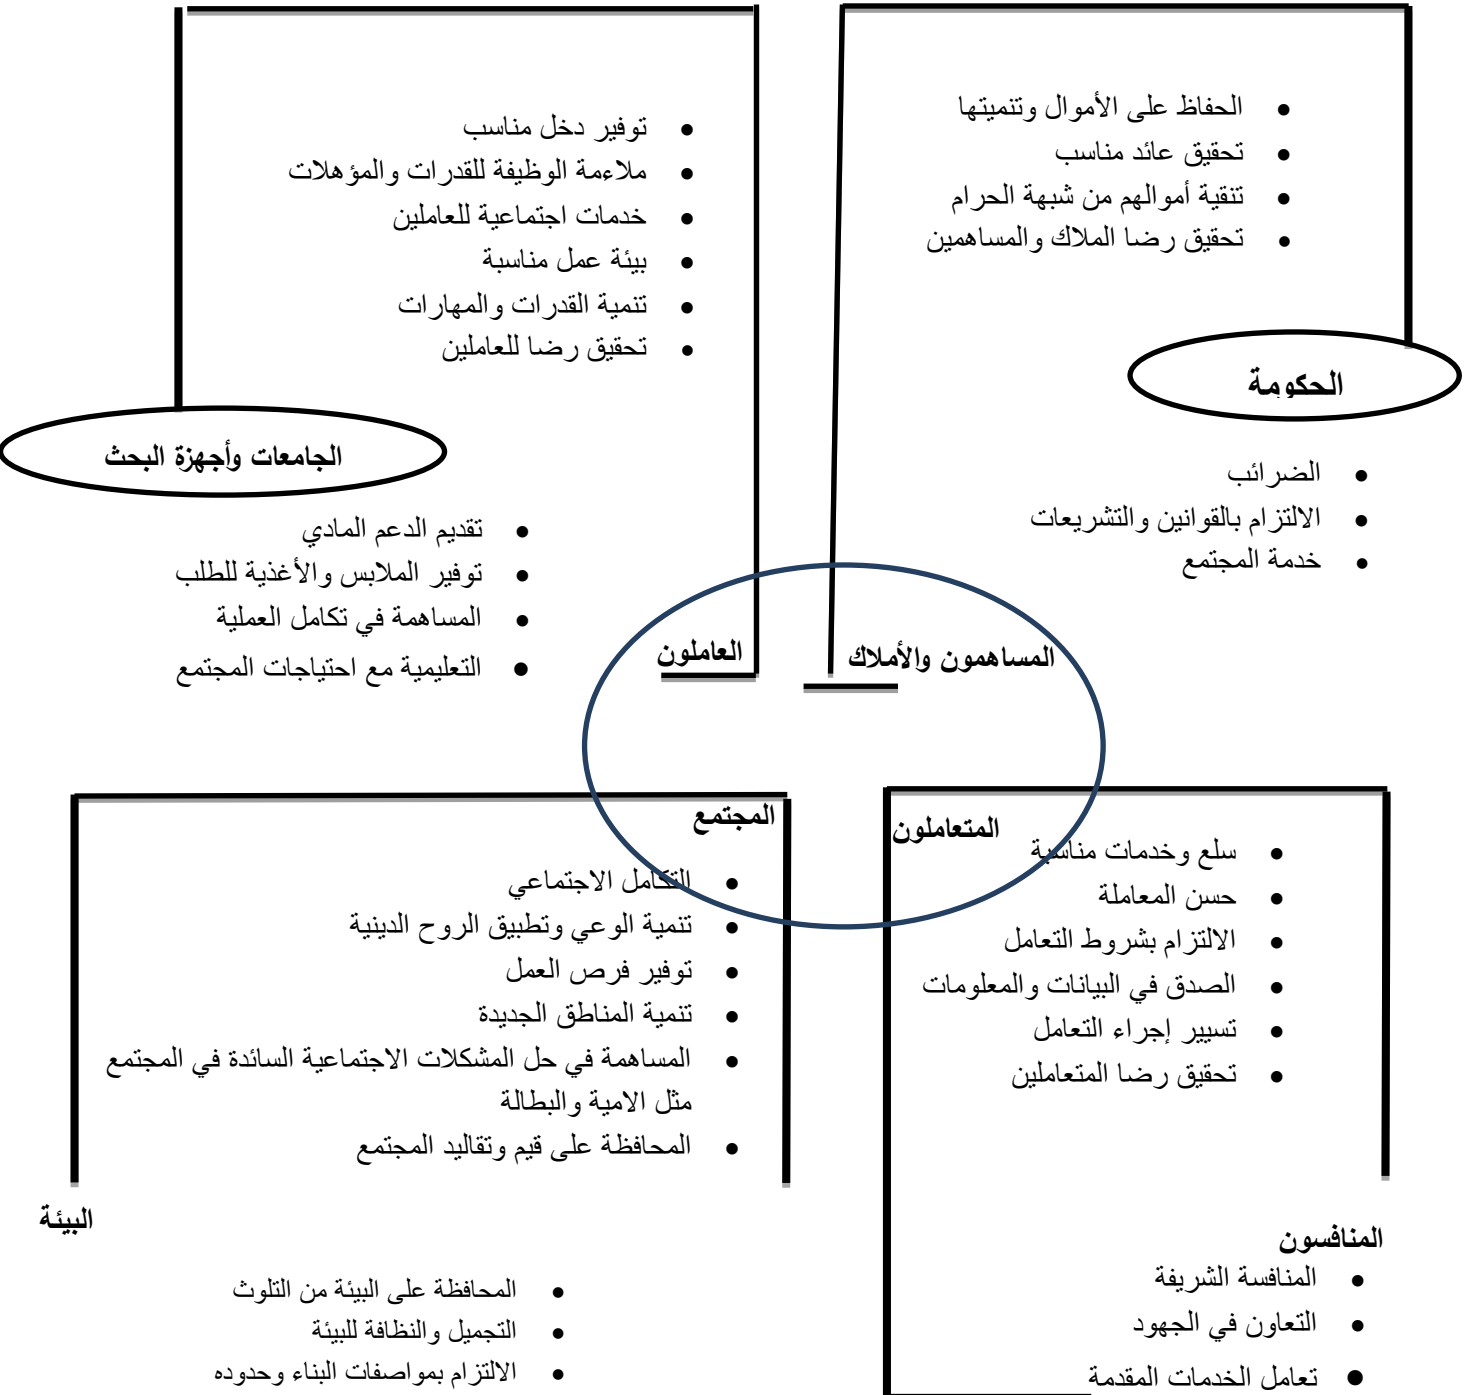 الحفاظ على الأموال وتنميتها
تحقيق عائد مناسب
تنقية أموالهم من شبهة الحرام
تحقيق رضا الملاك والمساهمين
توفير دخل مناسب
ملاءمة الوظيفة للقدرات والمؤهلات
خدمات اجتماعية للعاملين
بيئة عمل مناسبة
تنمية القدرات والمهارات
تحقيق رضا للعاملين
الحكومة
الضرائب
الالتزام بالقوانين والتشريعات
خدمة المجتمع
الجامعات وأجهزة البحث
تقديم الدعم المادي
توفير الملابس والأغذية للطلب
المساهمة في تكامل العملية
التعليمية مع احتياجات المجتمع
المساهمون والأملاك
العاملون
المتعاملون
سلع وخدمات مناسبة
حسن المعاملة
الالتزام بشروط التعامل
الصدق في البيانات والمعلومات
تسيير إجراء التعامل
تحقيق رضا المتعاملين
المجتمع
التكامل الاجتماعي
تنمية الوعي وتطبيق الروح الدينية
توفير فرص العمل
تنمية المناطق الجديدة
المساهمة في حل المشكلات الاجتماعية السائدة في المجتمع
مثل الامية والبطالة
المحافظة على قيم وتقاليد المجتمع
المنافسون
المنافسة الشريفة
التعاون في الجهود
تعامل الخدمات المقدمة
البيئة
المحافظة على البيئة من التلوث
التجميل والنظافة للبيئة
الالتزام بمواصفات البناء وحدوده